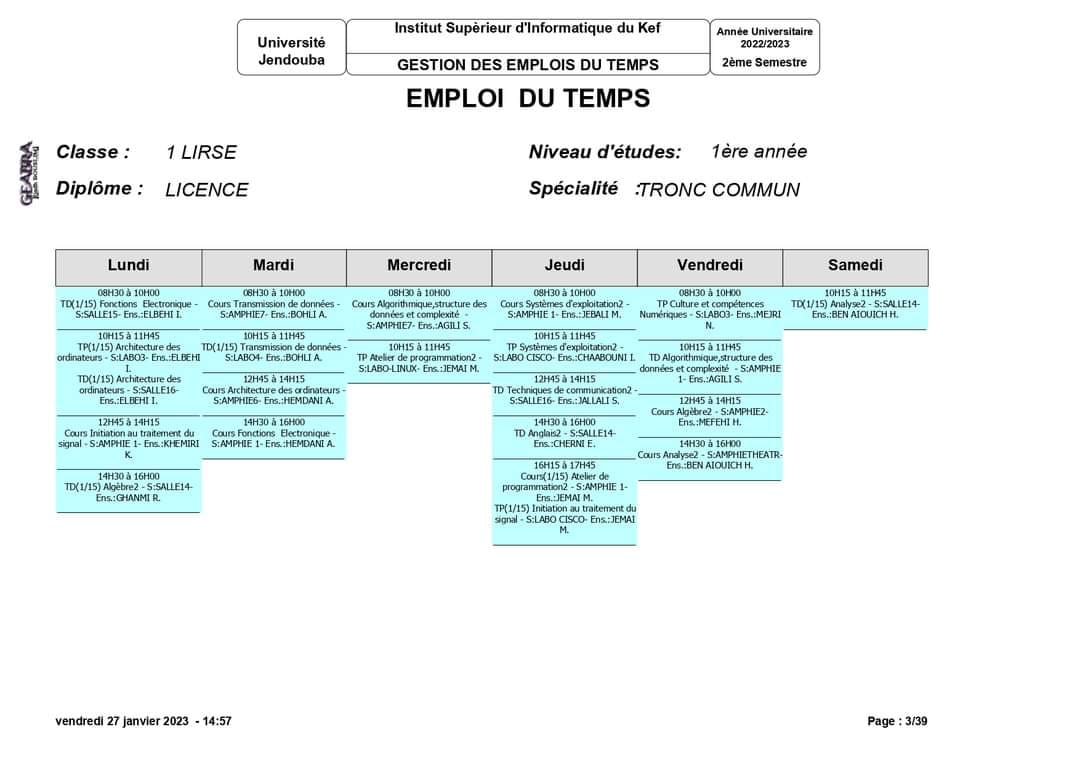 Université
Jendouba
Institut Supèrieur d'Informatique du Kef
GESTION DES EMPLOIS DU TEMPS
Année Universitaire
2022/2023
2ème Semestre
EMPLOI DU TEMPS
GEABRA
Classe : 1 LIRSE
Niveau d'études: 1ère année
Diplôme : LICENCE
Spécialité :TRONC COMMUN
Lundi
08H30 à 10H00
TD(1/15) Fonctions Electronique -
S:SALLE15- Ens.:ELBEHI I.
10H15 à 11H45
TP(1/15) Architecture des
ordinateurs - S:LABO3- Ens.:ELBEHI
I.
TD(1/15) Architecture des
ordinateurs - S:SALLE16-
Ens.:ELBEHI I.
12H45 à 14H15
Cours Initiation au traitement du
signal - S:AMPHIE 1- Ens.:KHEMIRI
K.
14H30 à 16H00
TD(1/15) Algèbre2 - S:SALLE14-
Ens.:GHANMI R.
Mardi
08H30 à 10H00
Cours Transmission de données -
S:AMPHIE7- Ens.:BOHLI A.
10H15 à 11H45
TD(1/15) Transmission de données -
S:LABO4- Ens.:BOHLI A.
12H45 à 14H15
Cours Architecture des ordinateurs -
S:AMPHIE6- Ens.:HEMDANI A.
14H30 à 16H00
Cours Fonctions Electronique -
S:AMPHIE 1- Ens.:HEMDANI A.
Mercredi
08H30 à 10H00
Cours Algorithmique,structure des
données et complexité -
S:AMPHIE7- Ens.:AGILI S.
10H15 à 11H45
TP Atelier de programmation2 -
S:LABO-LINUX- Ens.:JEMAI M.
Jeudi
08H30 à 10H00
Cours Systèmes d'exploitation2 -
S:AMPHIE 1- Ens.:JEBALI M.
10H15 à 11H45
TP Systèmes d'exploitation2 -
S:LABO CISCO- Ens.:CHAABOUNI I.
12H45 à 14H15
TD Techniques de communication2 -
S:SALLE16- Ens.:JALLALI S.
14H30 à 16H00
TD Anglais2 - S:SALLE14-
Ens.:CHERNI E.
16H15 à 17H45
Cours(1/15) Atelier de
programmation2 - S:AMPHIE 1-
Ens.:JEMAI M.
TP(1/15) Initiation au traitement du
signal - S:LABO CISCO- Ens.:JEMAI
M.
Vendredi
08H30 à 10H00
TP Culture et compétences
Numériques - S:LABO3- Ens.:MEJRI
N.
10H15 à 11H45
TD Algorithmique,structure des
données et complexité - S:AMPHIE
1- Ens.:AGILI S.
12H45 à 14H15
Cours Algèbre2 - S:AMPHIE2-
Ens.:MEFEHI H.
14H30 à 16H00
Cours Analyse2 - S:AMPHIETHEATR-
Ens.:BEN AIOUICH H.
Samedi
10H15 à 11H45
TD(1/15) Analyse2 - S:SALLE14-
Ens.:BEN AIOUICH H.
vendredi 27 janvier 2023 - 14:57
Page : 3/39